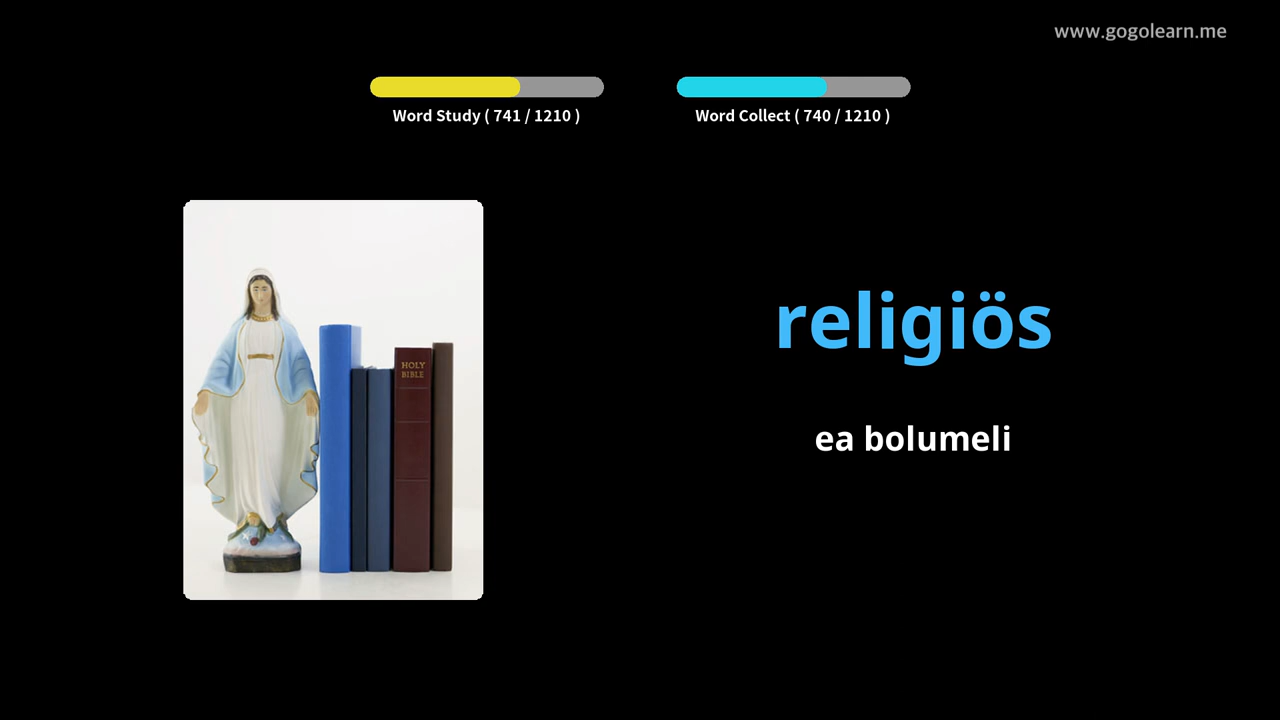 www.gogolearn.me
Word Study ( 741 / 1210 )
Word Collect ( 740 / 1210 )
HOLY
BIBLE
religiös
ea bolumeli